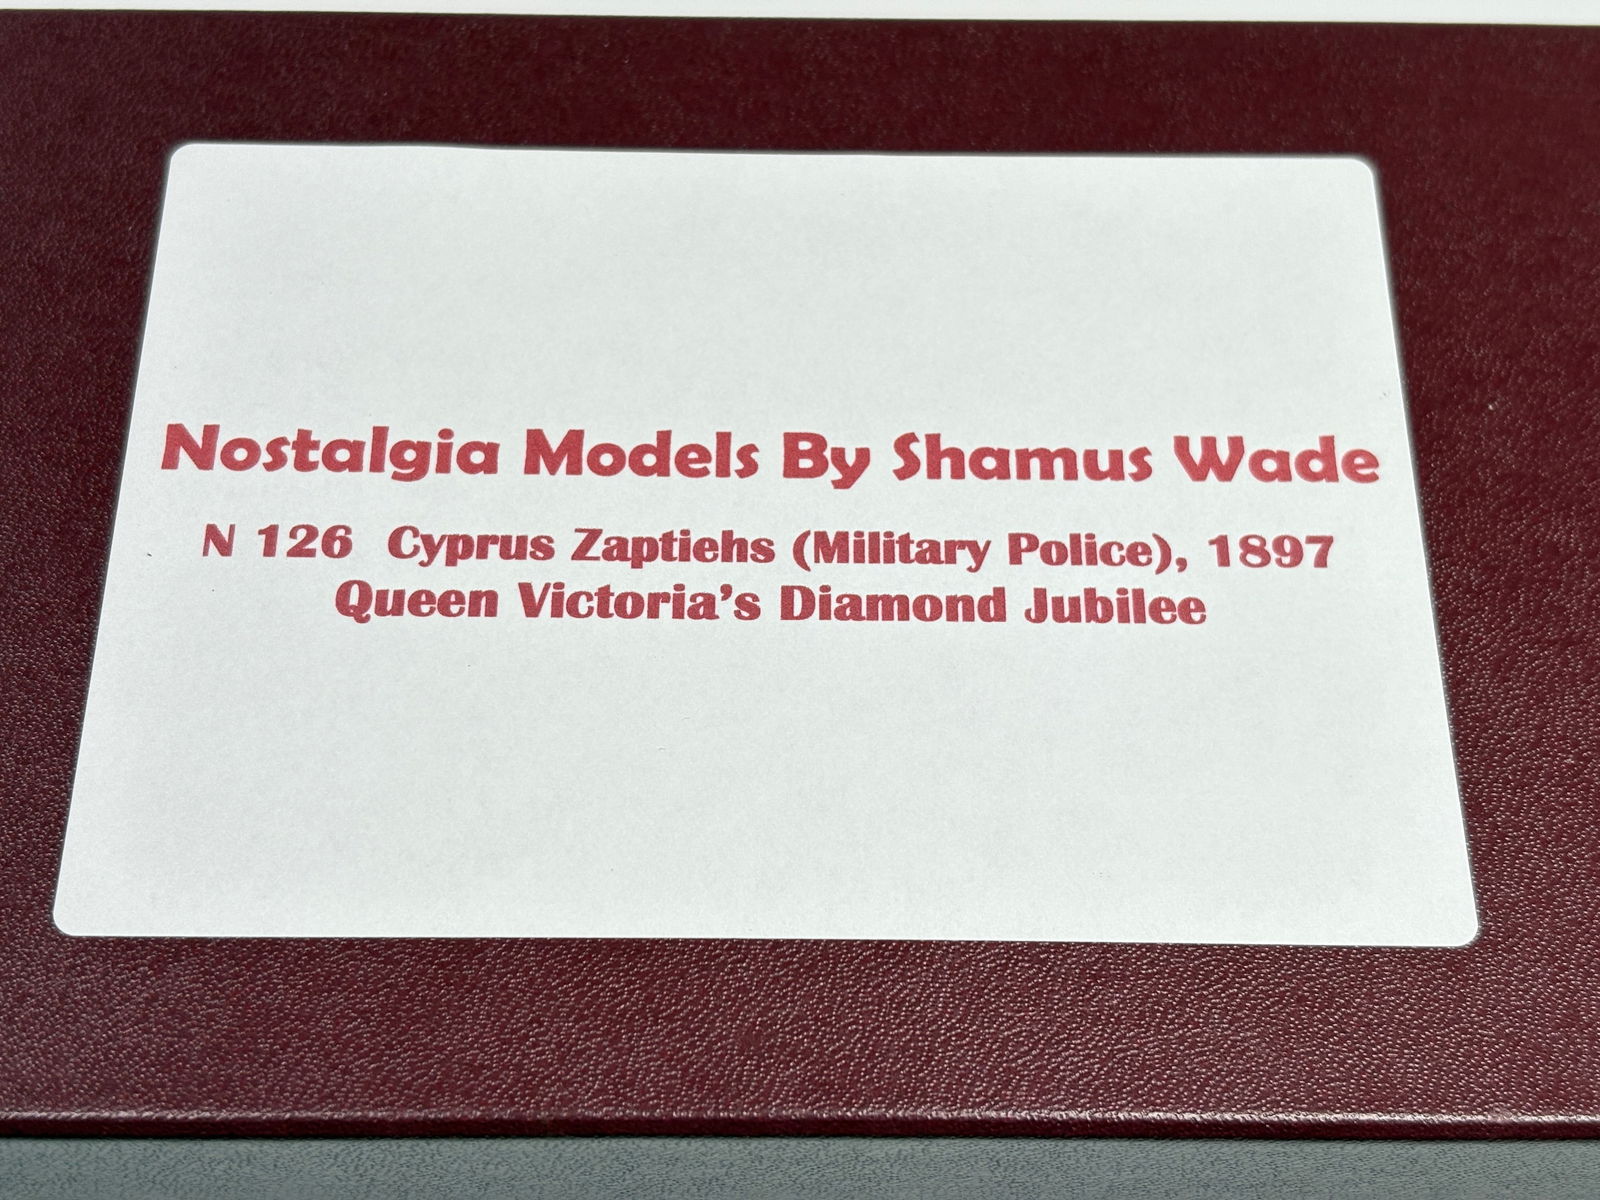 Nostalgia Models By Shamus Wade
N 126 Cyprus Zaptiehs (Military Police), 1897
Queen Victoria's Diamond Jubilee